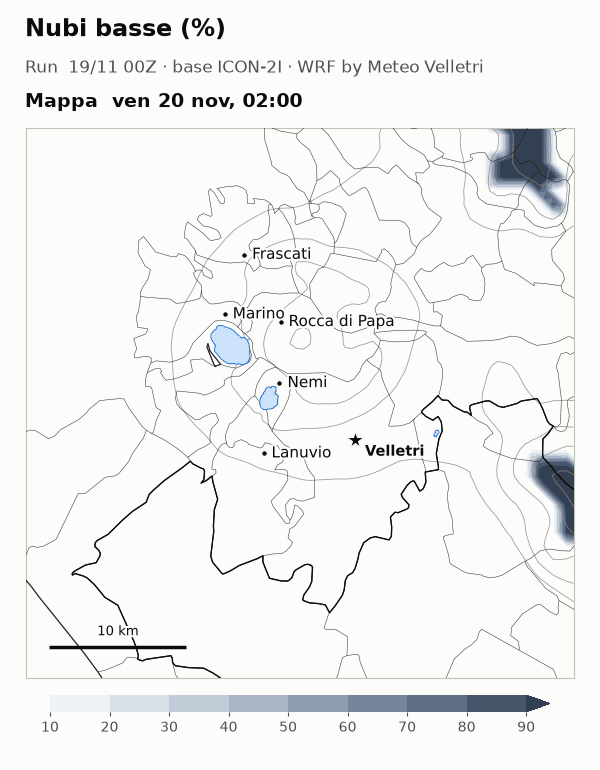 Nubi basse (%)
Run  19/11 00Z · base ICON-2I · WRF by Meteo Velletri
Mappa  ven 20 nov, 02:00
Frascati
Marino
Rocca di Papa
Nemi
Velletri
Lanuvio
10 km
10 20 30 40 50 60 70 80 90